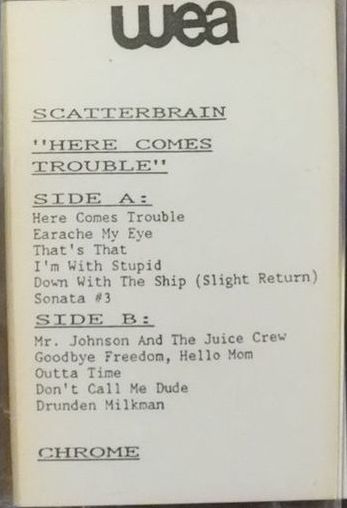 wea
SCATTERBRAIN
"HERE COMES
TROUBLE"
SIDE A:
Here Comes Trouble
Earache My Eye
That's That
I'm With Stupid
Down With The Ship (Slight Return)
Sonata #3
SIDE B:
Mr. Johnson And The Juice Crew
Goodbye Freedom, Hello Mom
Outta Time
Don't Call Me Dude
Drunden Milkman
CHROME